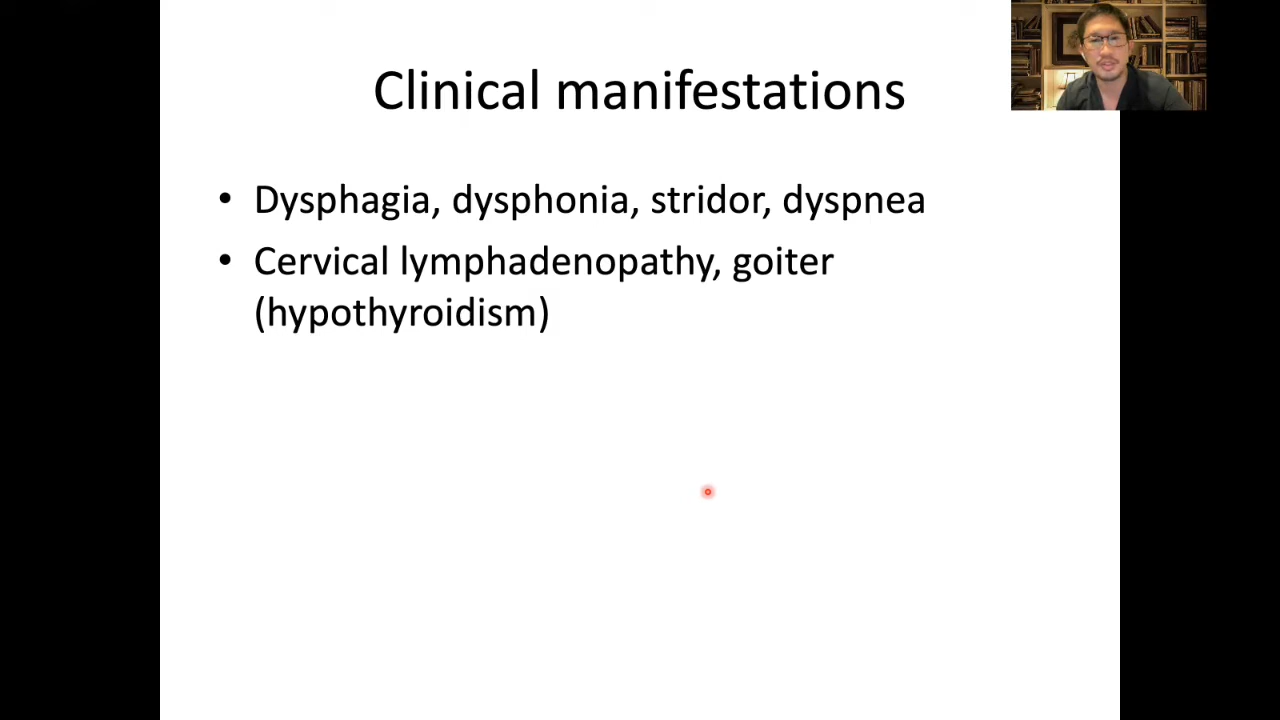 Clinical manifestations
• Dysphagia, dysphonia, stridor, dyspnea
• Cervical lymphadenopathy, goiter
(hypothyroidism)